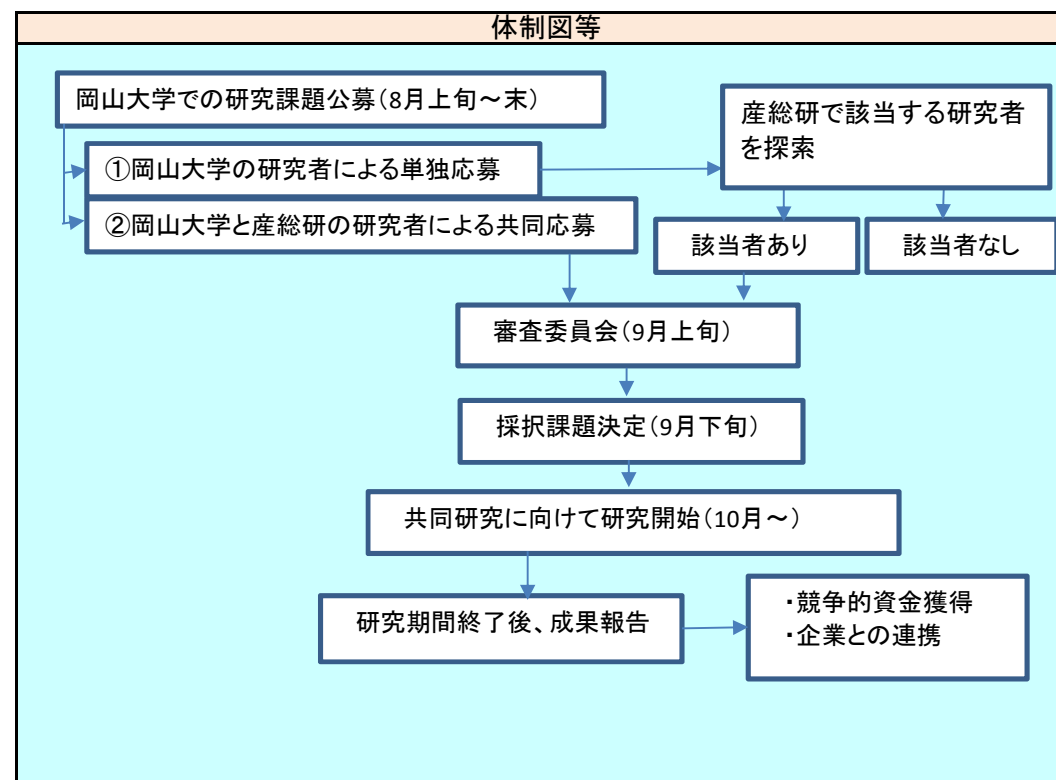 体制図等
岡山大学での研究課題公募(8月上旬～末)
①岡山大学の研究者による単独応募
②岡山大学と産総研の研究者による共同応募
産総研で該当する研究者
を探索
該当者あり
該当者なし
審査委員会(9月上旬)
採択課題決定(9月下旬)
共同研究に向けて研究開始(10月～)
研究期間終了後、成果報告
・競争的資金獲得
・企業との連携